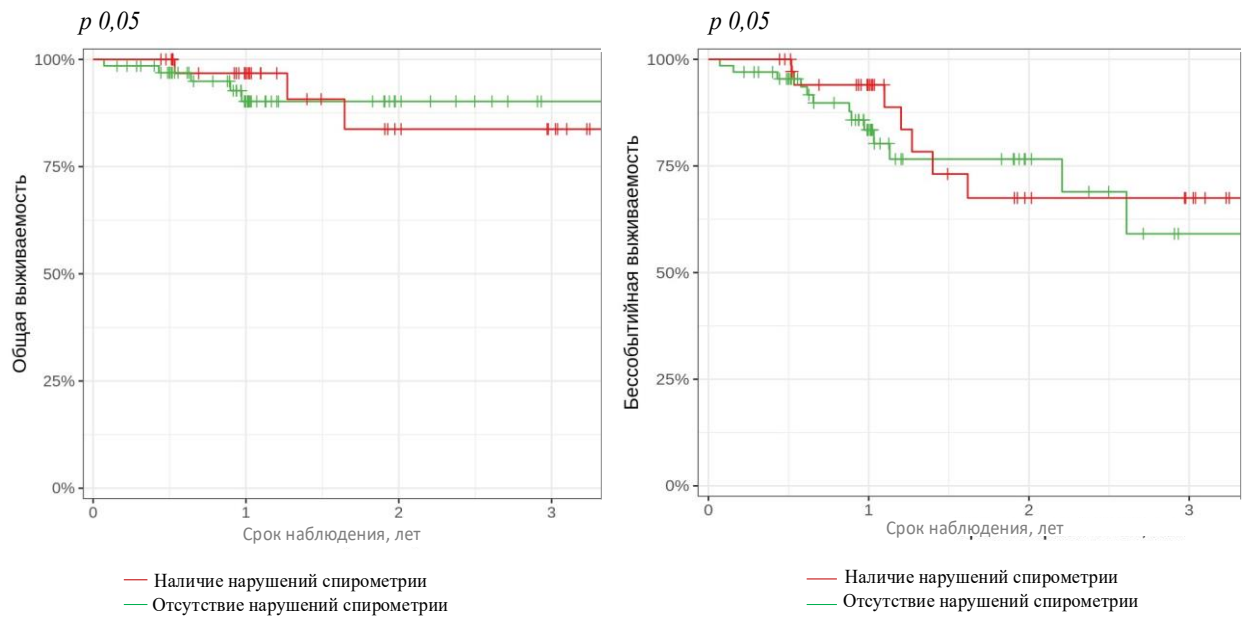 p 0,05
100%
75%
50%
25%
0%
Общая выживаемость
0 1 2 3
Срок наблюдения, лет
Наличие нарушений спирометрии
Отсутствие нарушений спирометрии
p 0,05
100%
75%
50%
25%
0%
Бессобытийная выживаемость
0 1 2 3
Срок наблюдения, лет
Наличие нарушений спирометрии
Отсутствие нарушений спирометрии